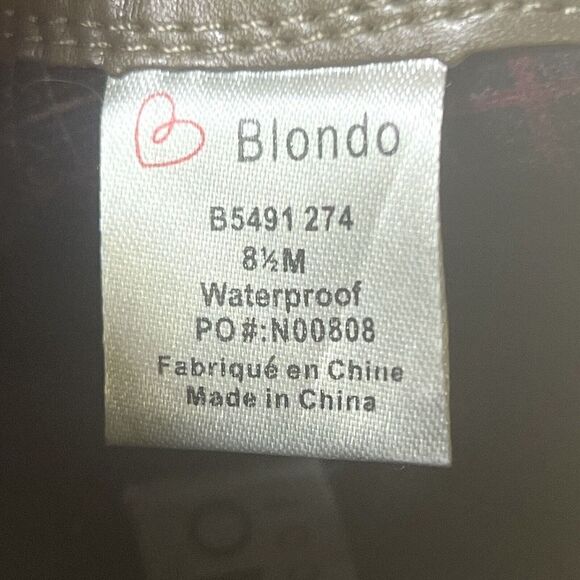 Blondo
B5491 274
8½M
Waterproof
PO#:N00808
Fabriqué en Chine
Made in China